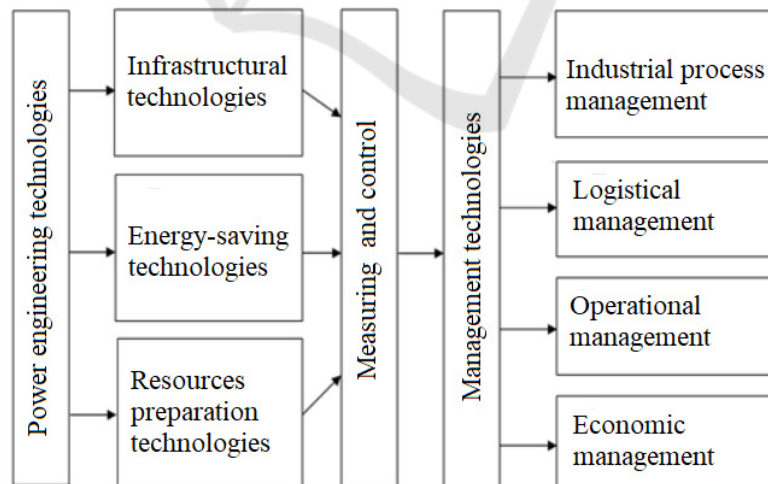 Power engineering technologies
Infrastructural
technologies
Energy-saving
technologies
Resources
preparation
technologies
Measuring and control
Management technologies
Industrial process
management
Logistical
management
Operational
management
Economic
management